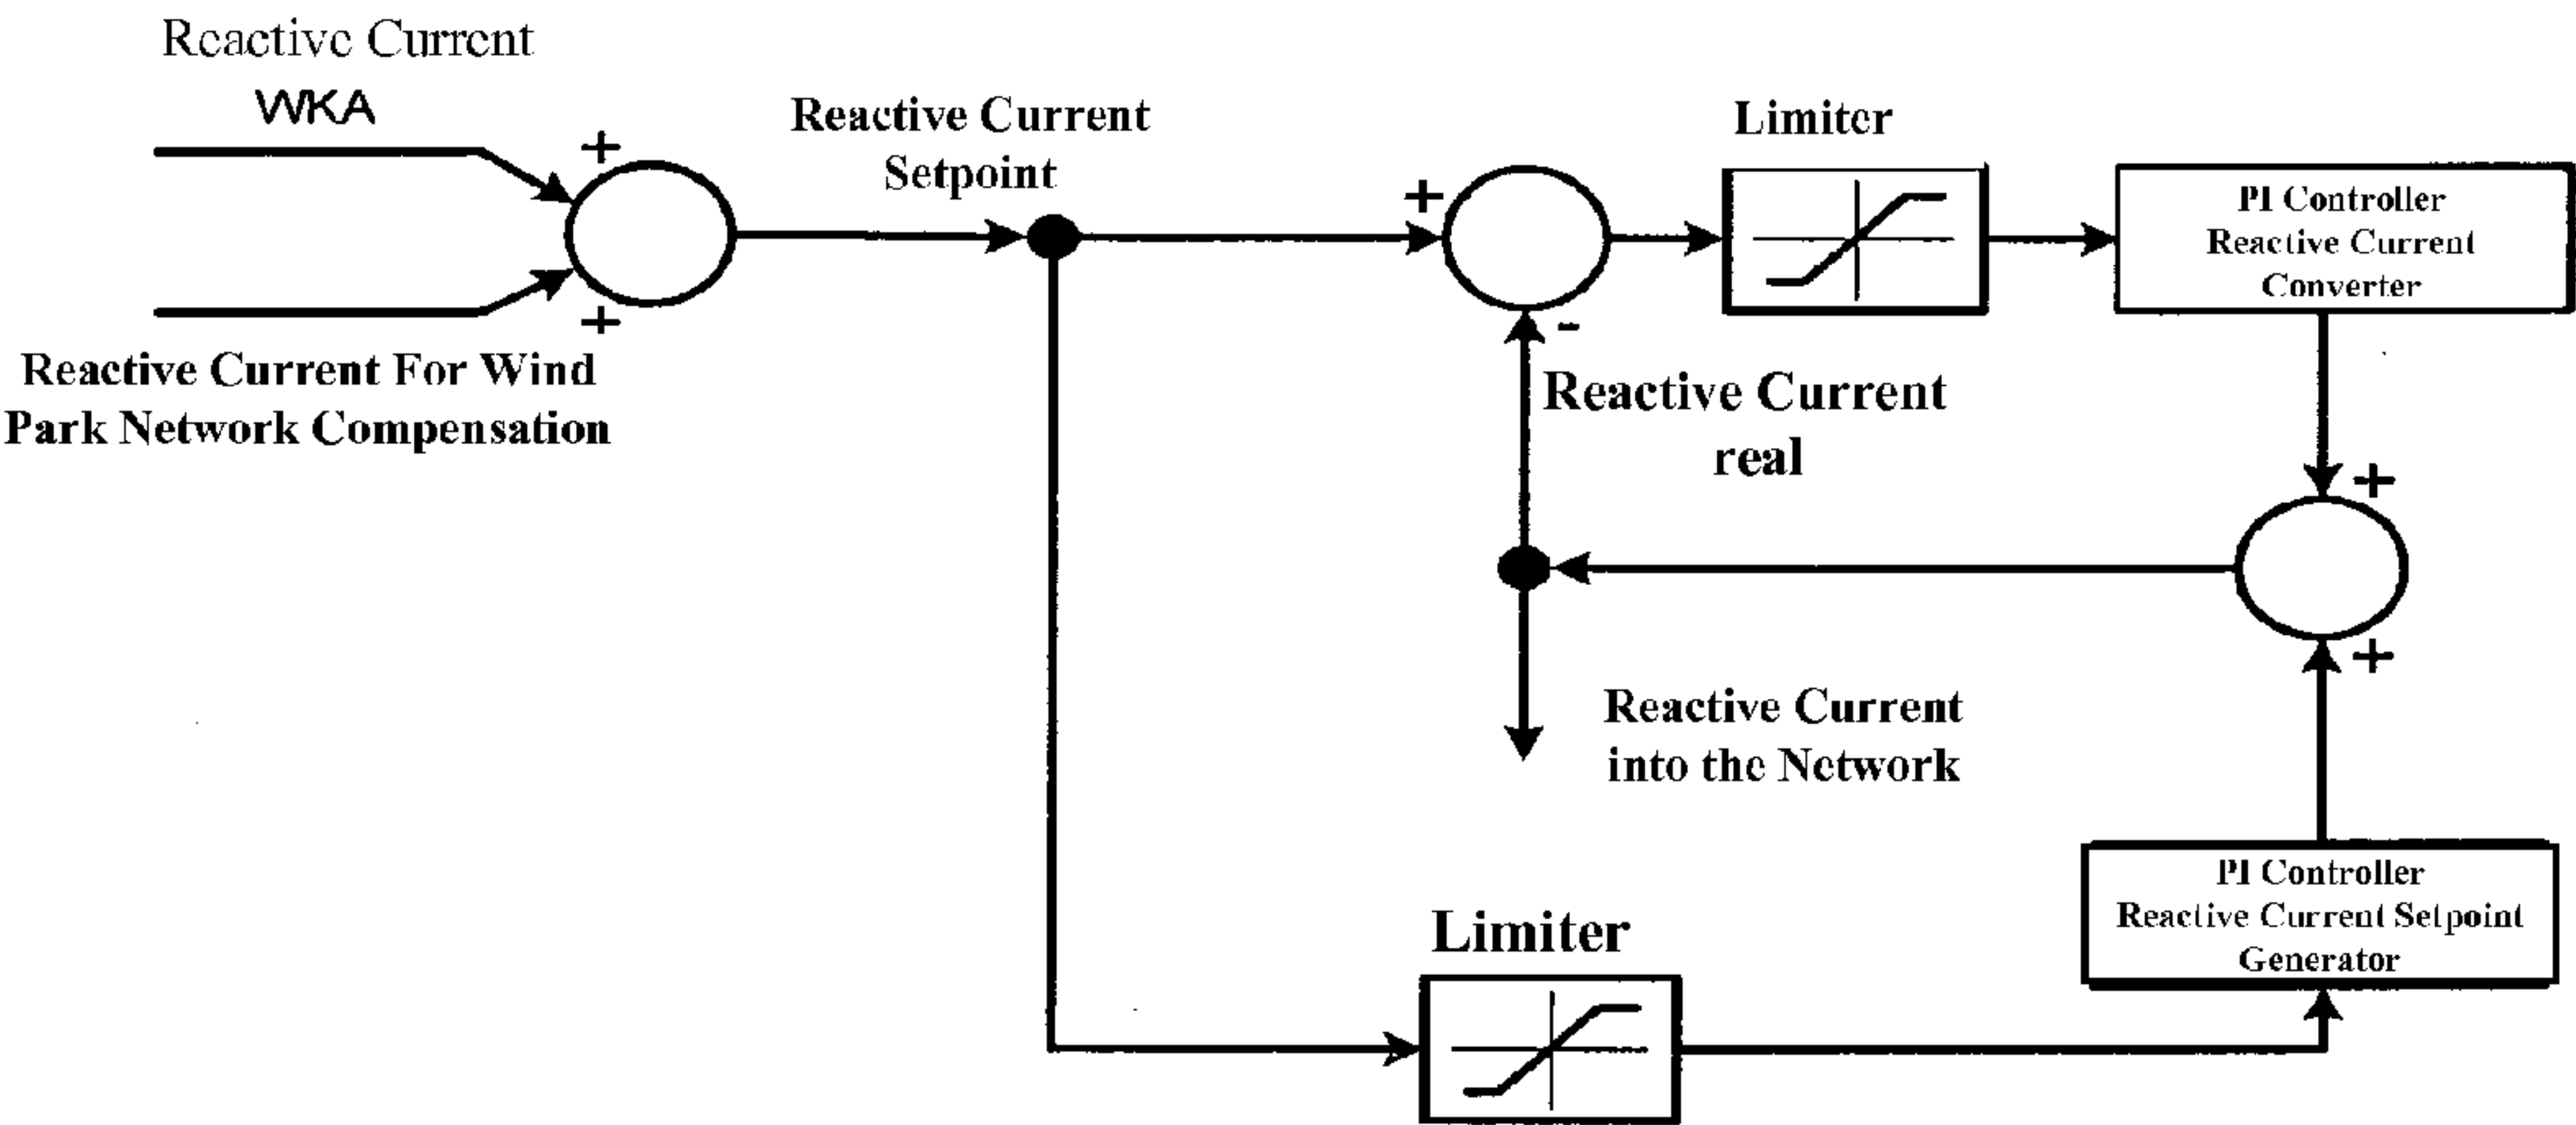 Reactive Current
WKA
+
+
Reactive Current For Wind
Park Network Compensation
Reactive Current
Setpoint
+
-
Limiter
PI Controller
Reactive Current
Converter
Reactive Current
real
+
+
Reactive Current
into the Network
PI Controller
Reactive Current Setpoint
Generator
Limiter